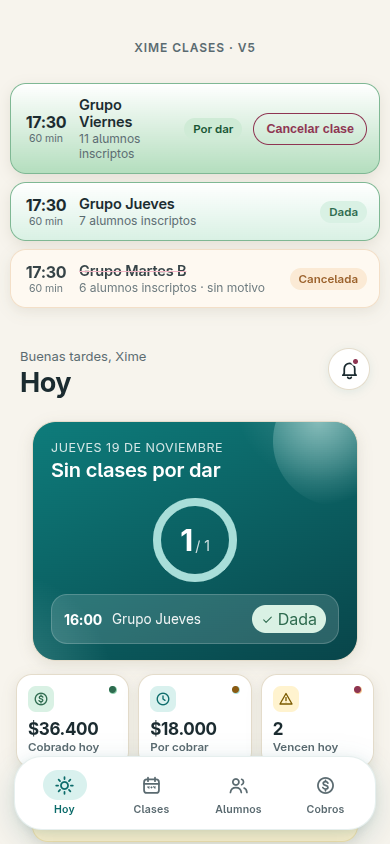 XIME CLASES · V5
17:30
60 min
Grupo
Viernes
11 alumnos
inscriptos
Por dar
Cancelar clase
17:30
60 min
Grupo Jueves
7 alumnos inscriptos
Dada
17:30
60 min
Grupo Martes B
6 alumnos inscriptos · sin motivo
Cancelada
Buenas tardes, Xime
Hoy
JUEVES 19 DE NOVIEMBRE
Sin clases por dar
1 / 1
16:00 Grupo Jueves
Dada
$36.400
Cobrado hoy
$18.000
Por cobrar
2
Vencen hoy
Hoy
Clases
Alumnos
Cobros